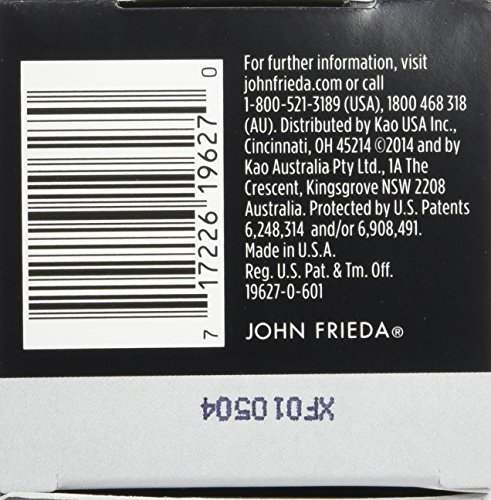 7 17226 19627 0
For further information, visit
johnfrieda.com or call
1-800-521-3189 (USA), 1800 468 318
(AU). Distributed by Kao USA Inc.,
Cincinnati, OH 45214 ©2014 and by
Kao Australia Pty Ltd., 1A The
Crescent, Kingsgrove NSW 2208
Australia. Protected by U.S. Patents
6,248,314 and/or 6,908,491.
Made in U.S.A.
Reg. U.S. Pat. & Tm. Off.
19627-0-601
JOHN FRIEDA®
XF010504